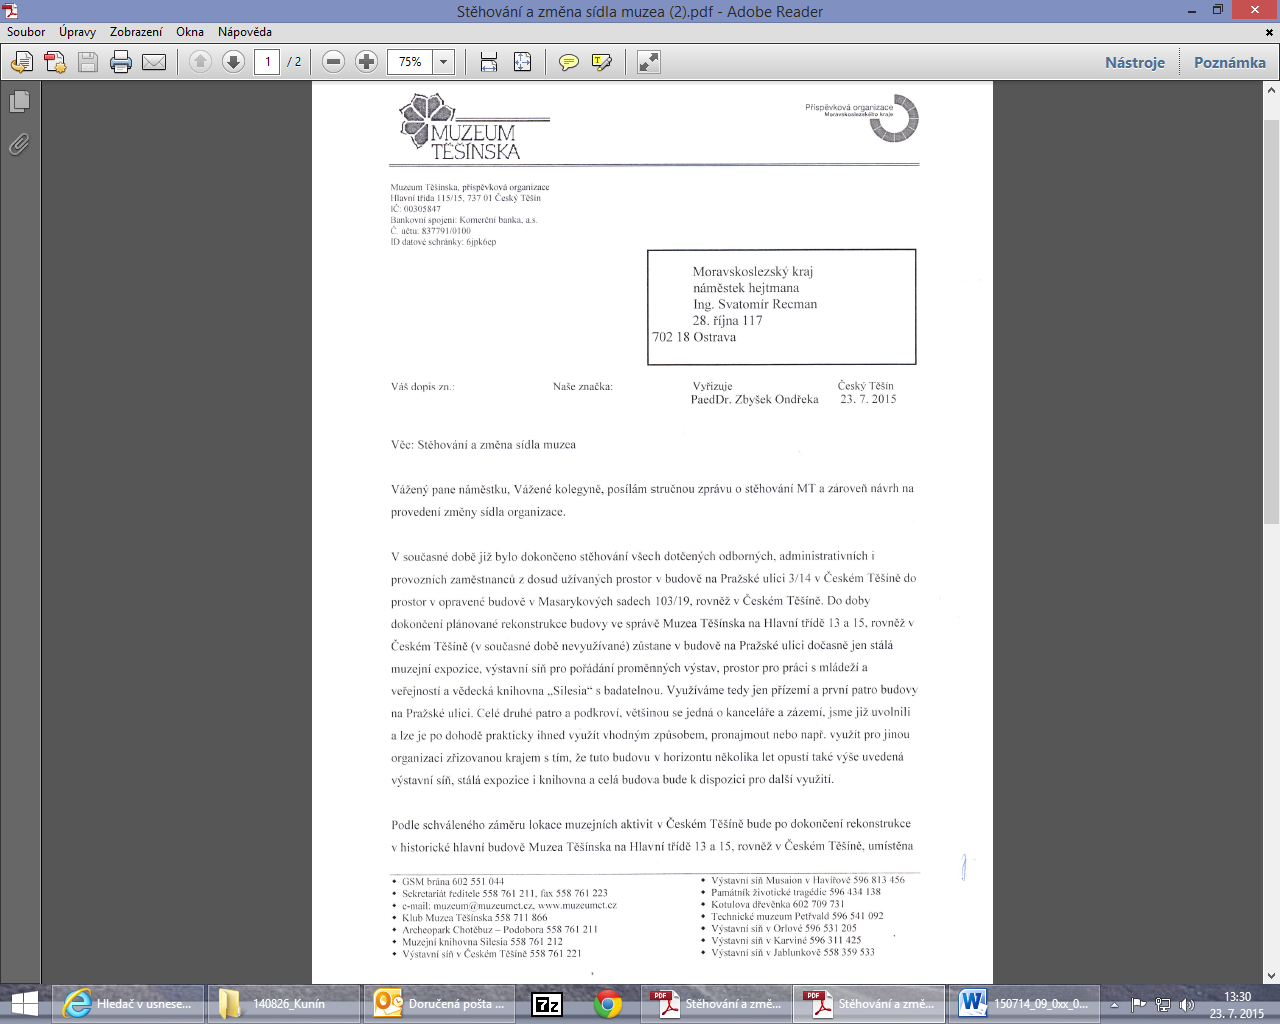 Stěhování a změna sídla muzea (2).pdf - Adobe Reader
Soubor Úpravy Zobrazení Okna Nápověda
1 / 2 75% Nástroje Poznámka
MUZEUM
TĚŠÍNSKA
Příspěvková organizace
Moravskoslezského kraje
Muzeum Těšínska, příspěvková organizace
Hlavní třída 115/15, 737 01 Český Těšín
IČ: 00305847
Bankovní spojení: Komerční banka, a.s.
Č. účtu: 837791/0100
ID datové schránky: 6jpk6ep
Moravskoslezský kraj
náměstek hejtmana
Ing. Svatomír Recman
28. října 117
702 18 Ostrava
Váš dopis zn.: Naše značka: Vyřizuje Český Těšín
PaedDr. Zbyšek Ondřeka 23. 7. 2015
Věc: Stěhování a změna sídla muzea
Vážený pane náměstku, Vážené kolegyně, posílám stručnou zprávu o stěhování MT a zároveň návrh na
provedení změny sídla organizace.
V současné době již bylo dokončeno stěhování všech dotčených odborných, administrativních i
provozních zaměstnanců z dosud užívaných prostor v budově na Pražské ulici 3/14 v Českém Těšíně do
prostor v opravené budově v Masarykových sadech 103/19, rovněž v Českém Těšíně. Do doby
dokončení plánované rekonstrukce budovy ve správě Muzea Těšínska na Hlavní třídě 13 a 15, rovněž v
Českém Těšíně (v současné době nevyužívané) zůstane v budově na Pražské ulici dočasně jen stálá
muzejní expozice, výstavní síň pro pořádání proměnných výstav, prostor pro práci s mládeží a
veřejností a vědecká knihovna „Silesia“ s badatelnou. Využíváme tedy jen přízemí a první patro budovy
na Pražské ulici. Celé druhé patro a podkroví, většinou se jedná o kanceláře a zázemí, jsme již uvolnili
a lze je po dohodě prakticky ihned využít vhodným způsobem, pronajmout nebo např. využít pro jinou
organizaci zřizovanou krajem s tím, že tuto budovu v horizontu několika let opustí také výše uvedená
výstavní síň, stálá expozice i knihovna a celá budova bude k dispozici pro další využití.
Podle schváleného záměru lokace muzejních aktivit v Českém Těšíně bude po dokončení rekonstrukce
v historické hlavní budově Muzea Těšínska na Hlavní třídě 13 a 15, rovněž v Českém Těšíně, umístěna
• GSM brána 602 551 044
• Sekretariát ředitele 558 761 211, fax 558 761 223
• e-mail: muzeum@muzeumct.cz, www.muzeumct.cz
• Klub Muzea Těšínska 558 711 866
• Archeopark Chotěbuz – Podobora 558 761 211
• Muzejní knihovna Silesia 558 761 212
• Výstavní síň v Českém Těšíně 558 761 221
• Výstavní síň Musaion v Havířově 596 813 456
• Památník životické tragédie 596 434 138
• Kotulova dřevěnka 602 709 731
• Technické muzeum Petřvald 596 541 092
• Výstavní síň v Orlové 596 531 205
• Výstavní síň v Karviné 596 311 425
• Výstavní síň v Jablunkově 558 359 533
Hledač v usnese... 140826_Kunín Doručená pošta ... 7z Stěhování a změ... Stěhování a změ... 150714_09_0xx_0... 13:30
23. 7. 2015